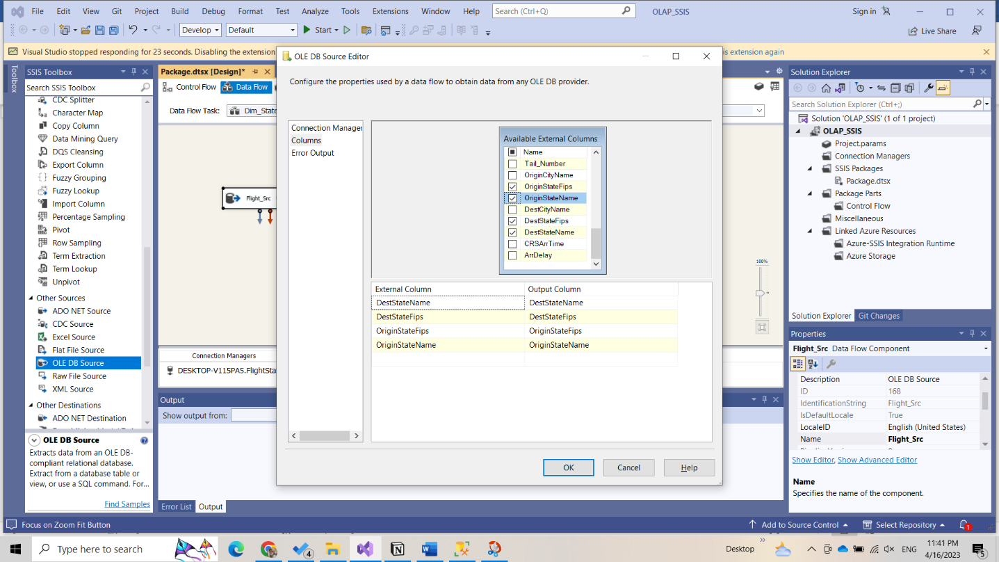 File Edit View Git Project Build Debug Format Test Analyze Tools Extensions Window Help Search (Ctrl+Q) OLAP_SSIS Sign in
Develop Default Start Live Share
Visual Studio stopped responding for 23 seconds. Disabling the extension
is extension again
Toolbox
SSIS Toolbox
Search SSIS Toolbox
CDC Splitter
Character Map
Copy Column
Data Mining Query
DQS Cleansing
Export Column
Fuzzy Grouping
Fuzzy Lookup
Import Column
Percentage Sampling
Pivot
Row Sampling
Term Extraction
Term Lookup
Unpivot
Other Sources
ADO NET Source
CDC Source
Excel Source
Flat File Source
OLE DB Source
Raw File Source
XML Source
Other Destinations
ADO NET Destination
OLE DB Source
Extracts data from an OLE DB-
compliant relational database.
Extract from a database table or
view, or use a SQL command. For...
Find Samples
Package.dtsx [Design]*
Control Flow Data Flow
Data Flow Task: Dim_State
Flight_Src
100%
Connection Managers
DESKTOP-V115PA5.FlightSta
Output
Show output from:
Error List Output
OLE DB Source Editor
Configure the properties used by a data flow to obtain data from any OLE DB provider.
Connection Manager
Columns
Error Output
Available External Columns
Name
Tail_Number
OriginCityName
OriginStateFips
OriginStateName
DestCityName
DestStateFips
DestStateName
CRSArrTime
ArrDelay
External Column Output Column
DestStateName DestStateName
DestStateFips DestStateFips
OriginStateFips OriginStateFips
OriginStateName OriginStateName
OK Cancel Help
Solution Explorer
Search Solution Explorer (Ctrl+;)
Solution 'OLAP_SSIS' (1 of 1 project)
OLAP_SSIS
Project.params
Connection Managers
SSIS Packages
Package.dtsx
Package Parts
Control Flow
Miscellaneous
Linked Azure Resources
Azure-SSIS Integration Runtime
Azure Storage
Solution Explorer Git Changes
Properties
Flight_Src Data Flow Component
Description OLE DB Source
ID 168
IdentificationString Flight_Src
IsDefaultLocale True
LocaleID English (United States)
Name Flight_Src
Show Editor, Show Advanced Editor
Name
Specifies the name of the component.
Focus on Zoom Fit Button Add to Source Control Select Repository 1
Type here to search 4 Desktop ENG 11:41 PM
4/16/2023 5